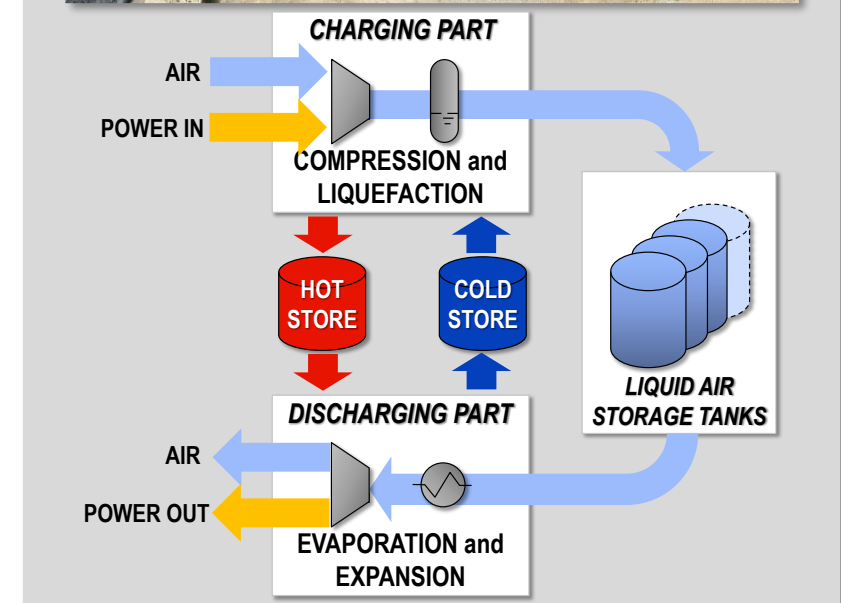 CHARGING PART
AIR
POWER IN
COMPRESSION and
LIQUEFACTION
HOT
STORE
COLD
STORE
LIQUID AIR
STORAGE TANKS
DISCHARGING PART
AIR
POWER OUT
EVAPORATION and
EXPANSION